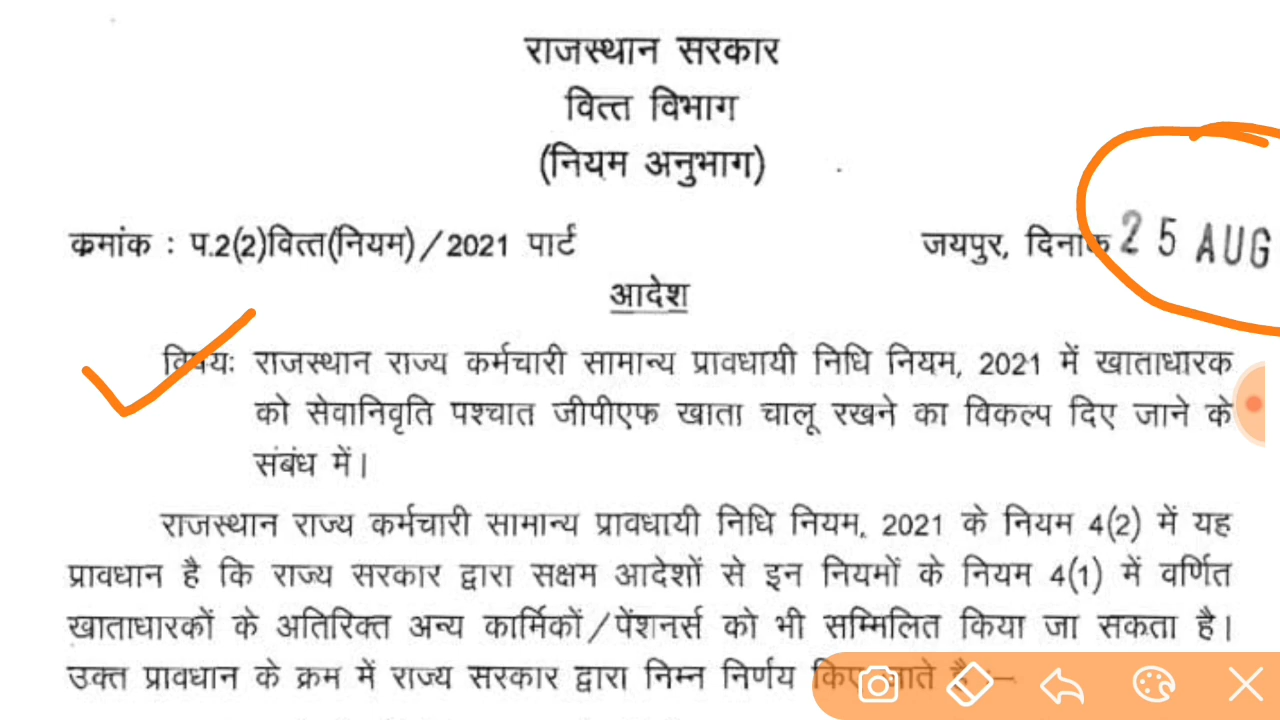 राजस्थान सरकार
वित्त विभाग
(नियम अनुभाग)
क्रमांक : प.2(2)वित्त(नियम)/2021 पार्ट
जयपुर, दिनांक 25 AUG
आदेश
विषयः राजस्थान राज्य कर्मचारी सामान्य प्रावधायी निधि नियम, 2021 में खाताधारक
को सेवानिवृति पश्चात जीपीएफ खाता चालू रखने का विकल्प दिए जाने के
संबंध में।
राजस्थान राज्य कर्मचारी सामान्य प्रावधायी निधि नियम, 2021 के नियम 4(2) में यह
प्रावधान है कि राज्य सरकार द्वारा सक्षम आदेशों से इन नियमों के नियम 4(1) में वर्णित
खाताधारकों के अतिरिक्त अन्य कार्मिकों/पेंशनर्स को भी सम्मिलित किया जा सकता है।
उक्त प्रावधान के क्रम में राज्य सरकार द्वारा निम्न निर्णय किए जाते है :—